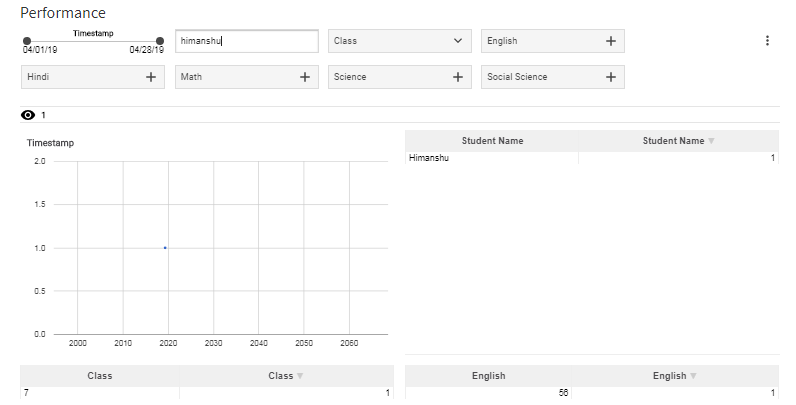 Performance
Timestamp
04/01/19 04/28/19
himanshu
Class
English
Hindi
Math
Science
Social Science
1
Timestamp
2.0
1.5
1.0
0.5
0.0
2000 2010 2020 2030 2040 2050 2060
Student Name Student Name
Himanshu 1
Class Class
7 1
English English
56 1